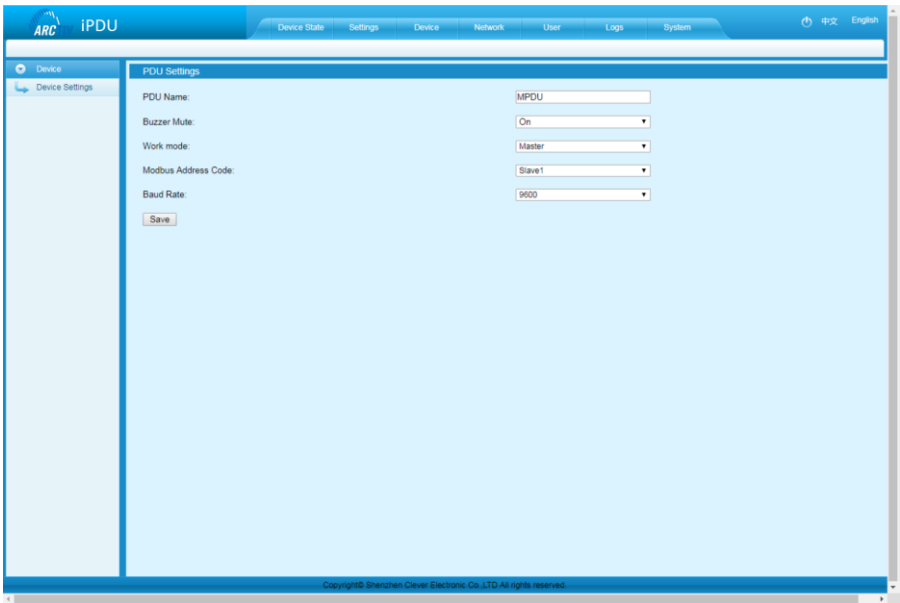 ARC iPDU
Device State Settings Device Network User Logs System
中文 English
Device
Device Settings
PDU Settings
PDU Name: MPDU
Buzzer Mute: On
Work mode: Master
Modbus Address Code: Slave1
Baud Rate: 9600
Save
Copyright© Shenzhen Clever Electronic Co.,LTD All rights reserved.